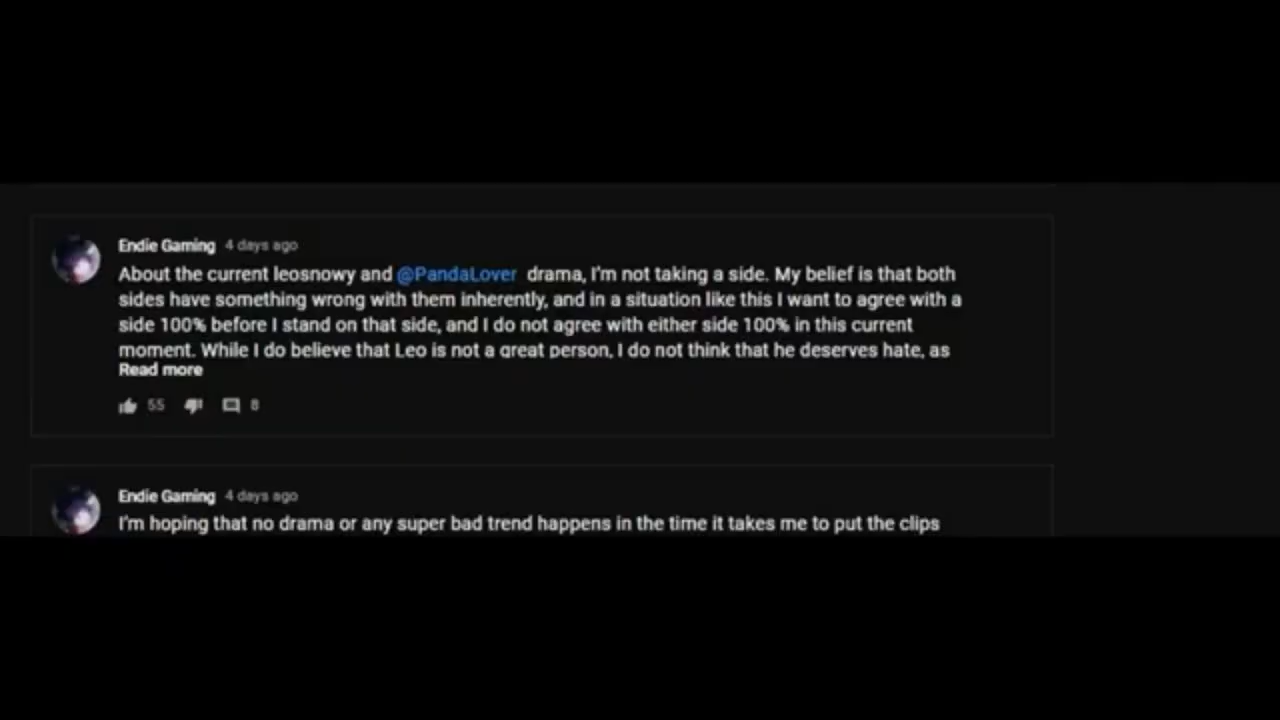 Endie Gaming 4 days ago
About the current leosnowy and @PandaLover drama, I'm not taking a side. My belief is that both
sides have something wrong with them inherently, and in a situation like this I want to agree with a
side 100% before I stand on that side, and I do not agree with either side 100% in this current
moment. While I do believe that Leo is not a great person, I do not think that he deserves hate, as
Read more
55 8
Endie Gaming 4 days ago
I'm hoping that no drama or any super bad trend happens in the time it takes me to put the clips